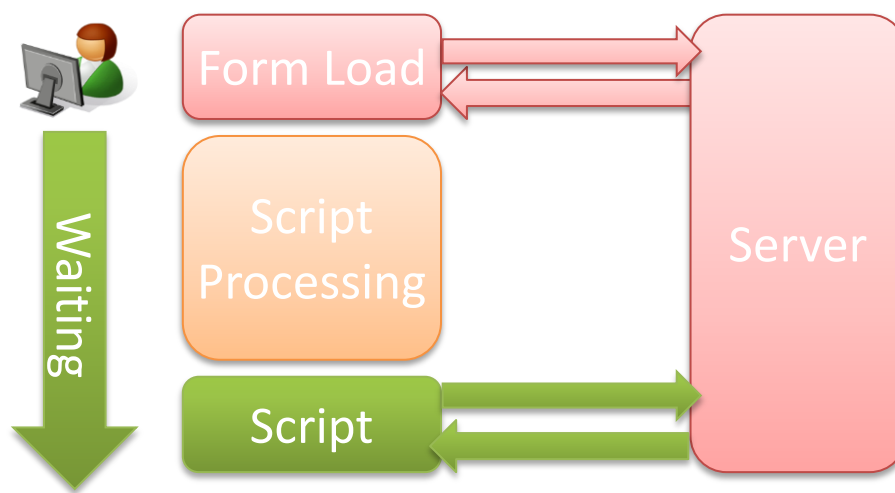 Form Load
Waiting
Script
Processing
Server
Script